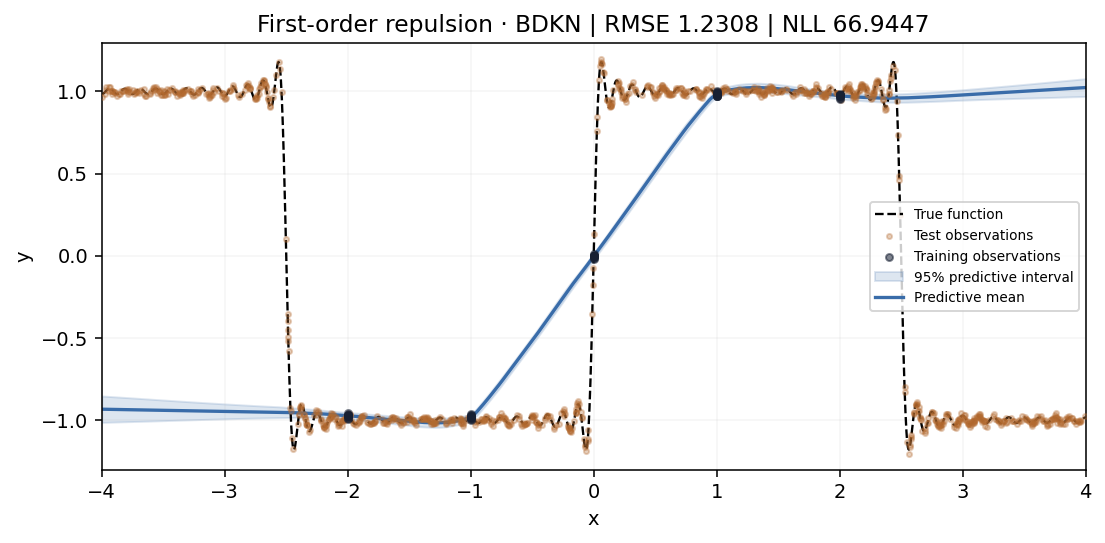 First-order repulsion · BDKN | RMSE 1.2308 | NLL 66.9447
1.0
0.5
0.0
−0.5
−1.0
y
True function
Test observations
Training observations
95% predictive interval
Predictive mean
−4 −3 −2 −1 0 1 2 3 4
x